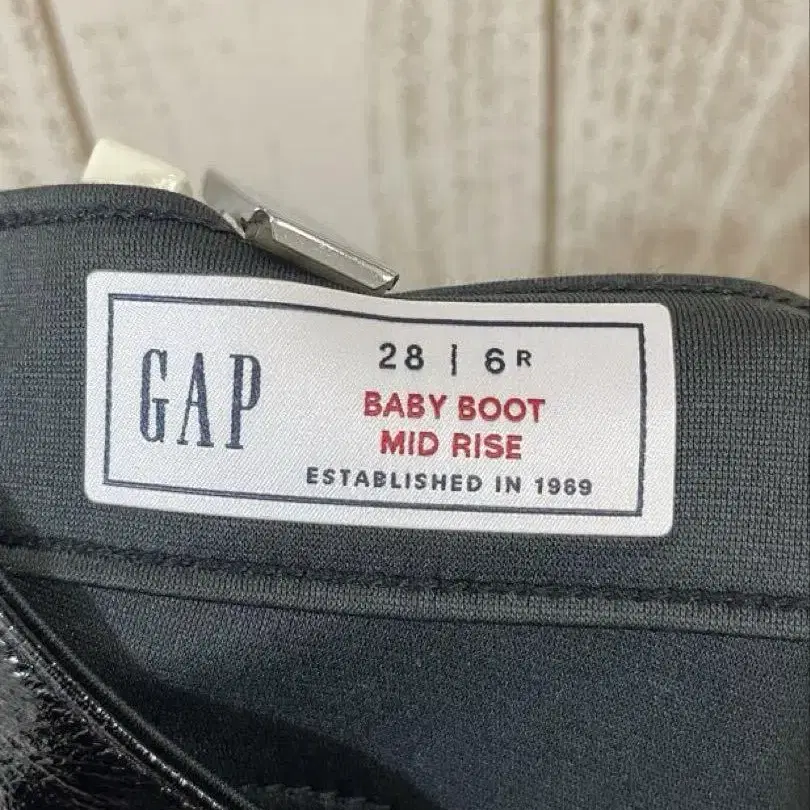 GAP
28 | 6R
BABY BOOT
MID RISE
ESTABLISHED IN 1969